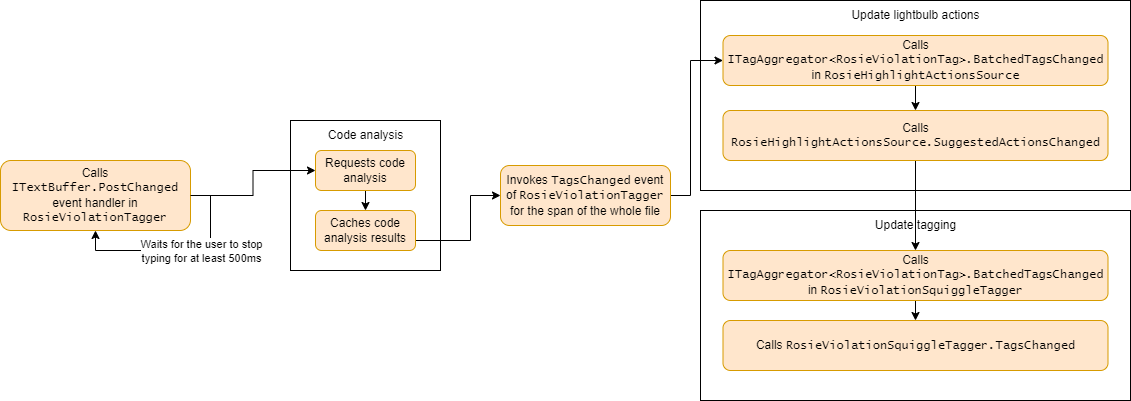 Calls
ITextBuffer.PostChanged
event handler in
RosieViolationTagger
Waits for the user to stop
typing for at least 500ms
Code analysis
Requests code
analysis
Caches code
analysis results
Invokes TagsChanged event
of RosieViolationTagger
for the span of the whole file
Update lightbulb actions
Calls
ITagAggregator<RosieViolationTag>.BatchedTagsChanged
in RosieHighlightActionsSource
Calls
RosieHighlightActionsSource.SuggestedActionsChanged
Update tagging
Calls
ITagAggregator<RosieViolationTag>.BatchedTagsChanged
in RosieViolationSquiggleTagger
Calls RosieViolationSquiggleTagger.TagsChanged